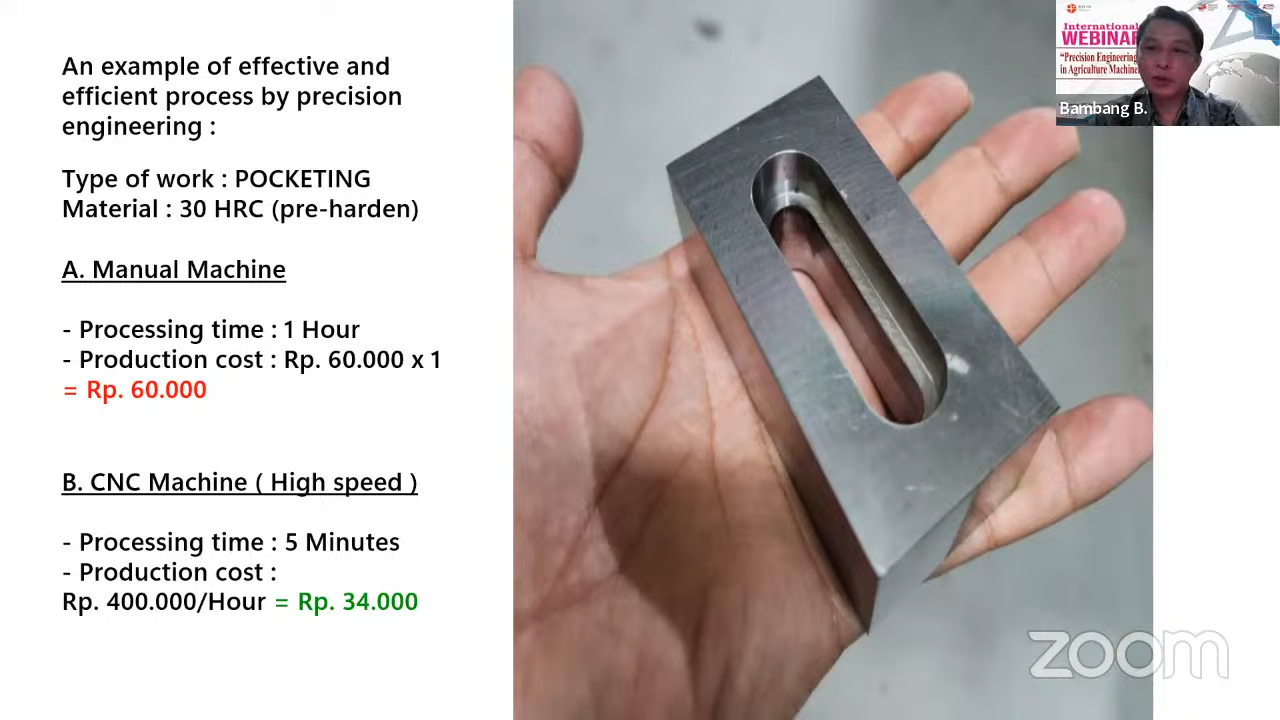 An example of effective and
efficient process by precision
engineering :
Type of work : POCKETING
Material : 30 HRC (pre-harden)
A. Manual Machine
- Processing time : 1 Hour
- Production cost : Rp. 60.000 x 1
= Rp. 60.000
B. CNC Machine ( High speed )
- Processing time : 5 Minutes
- Production cost :
Rp. 400.000/Hour = Rp. 34.000
International
WEBINAR
"Precision Engineering
in Agriculture Machine
Bambang B.
zoom